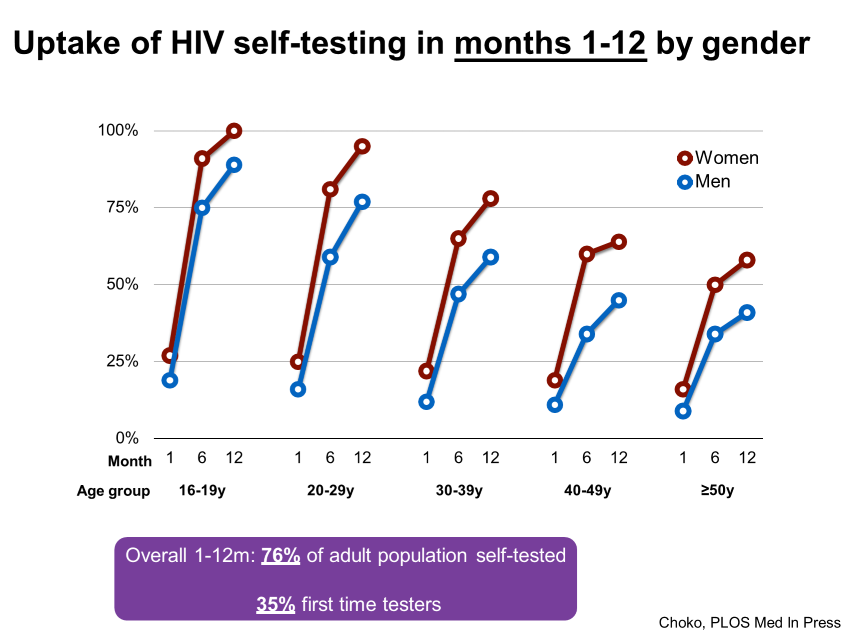 Uptake of HIV self-testing in months 1-12 by gender
100%
75%
50%
25%
0%
Women
Men
Month 1 6 12 1 6 12 1 6 12 1 6 12 1 6 12
Age group 16-19y 20-29y 30-39y 40-49y ≥50y
Overall 1-12m: 76% of adult population self-tested
35% first time testers
Choko, PLOS Med In Press